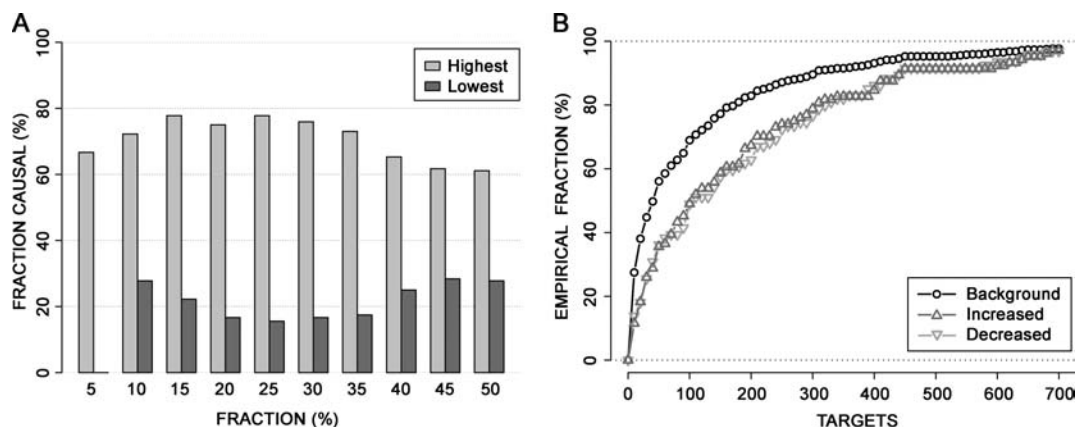 A
FRACTION CAUSAL (%)
100
80
60
40
20
0
Highest
Lowest
5 10 15 20 25 30 35 40 45 50
FRACTION (%)
B
EMPIRICAL FRACTION (%)
100
80
60
40
20
0
Background
Increased
Decreased
0 100 200 300 400 500 600 700
TARGETS